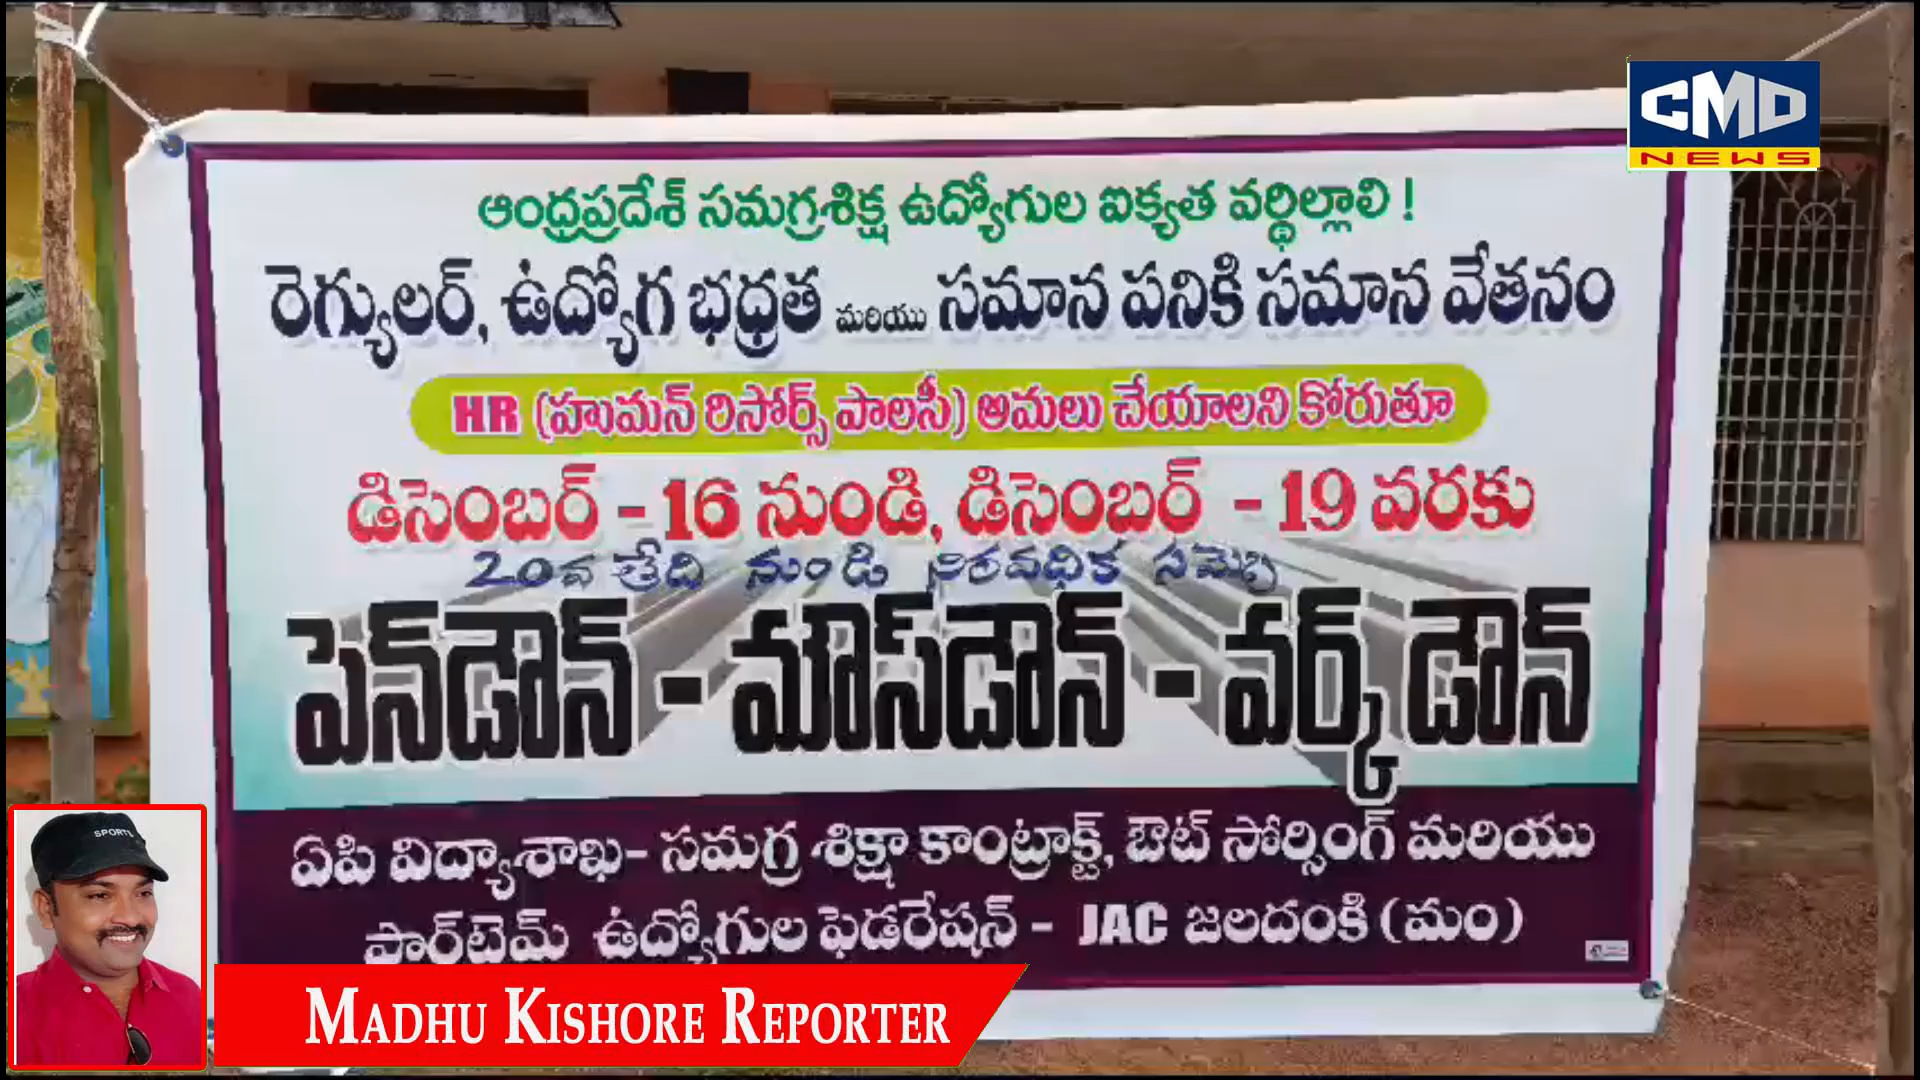 CMD
NEWS
ఆంధ్రప్రదేశ్ సమగ్రశిక్ష ఉద్యోగుల ఐక్యత వర్థిల్లాలి !
రెగ్యులర్, ఉద్యోగ భద్రత మరియు సమాన పనికి సమాన వేతనం
HR (హుమన్ రిసోర్స్ పాలసీ) అమలు చేయాలని కోరుతూ
డిసెంబర్ - 16 నుండి, డిసెంబర్ - 19 వరకు
20వ తేది నుండి నిరవధిక సమ్మె
పెన్‌డౌన్ - మౌస్‌డౌన్ - వర్క్ డౌన్
ఏపి విద్యాశాఖ- సమగ్ర శిక్షా కాంట్రాక్ట్, ఔట్ సోర్సింగ్ మరియు
పార్ట్‌టైమ్ ఉద్యోగుల ఫెడరేషన్ - JAC జలదంకి (మం)
SPORTS
MADHU KISHORE REPORTER